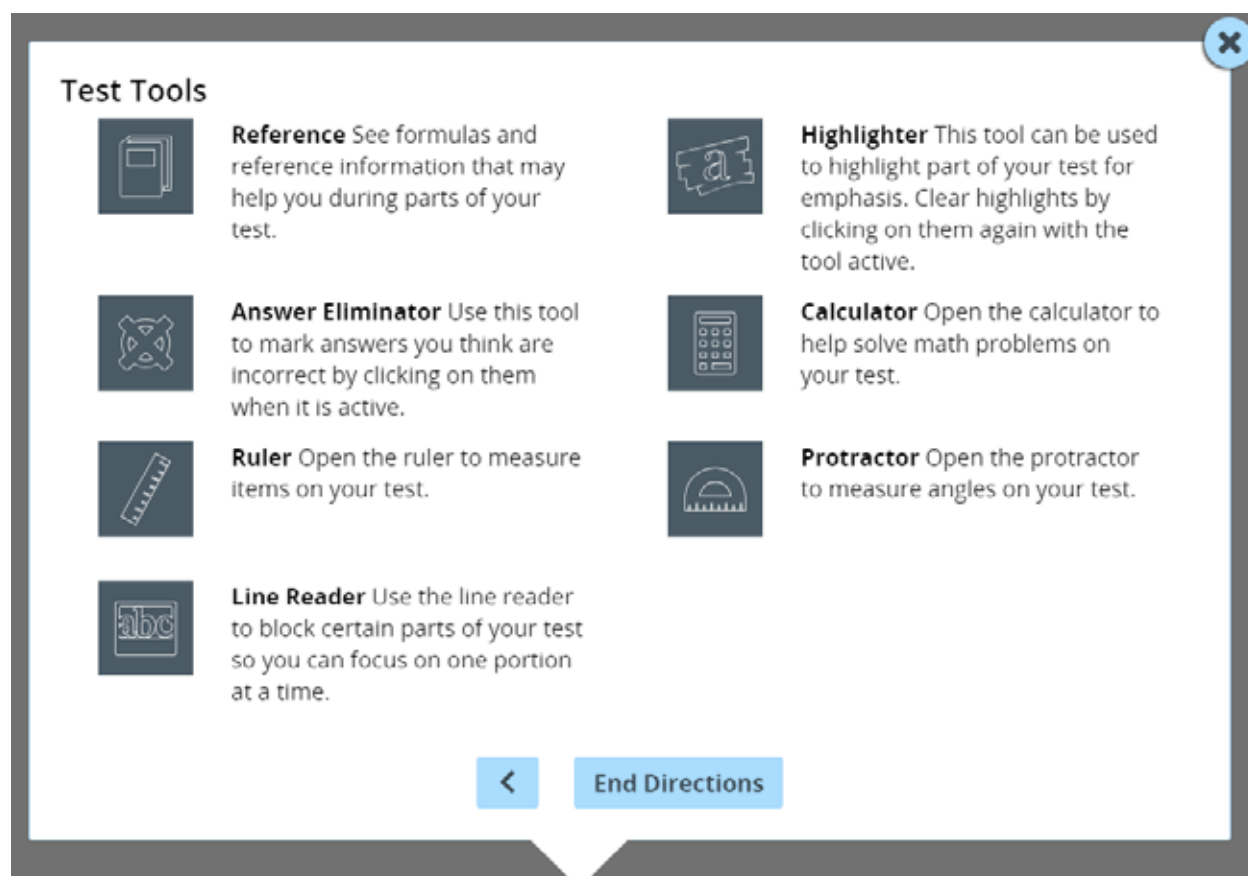 Test Tools
Reference See formulas and
reference information that may
help you during parts of your
test.
Highlighter This tool can be used
to highlight part of your test for
emphasis. Clear highlights by
clicking on them again with the
tool active.
Answer Eliminator Use this tool
to mark answers you think are
incorrect by clicking on them
when it is active.
Calculator Open the calculator to
help solve math problems on
your test.
Ruler Open the ruler to measure
items on your test.
Protractor Open the protractor
to measure angles on your test.
Line Reader Use the line reader
to block certain parts of your test
so you can focus on one portion
at a time.
a
abc
End Directions